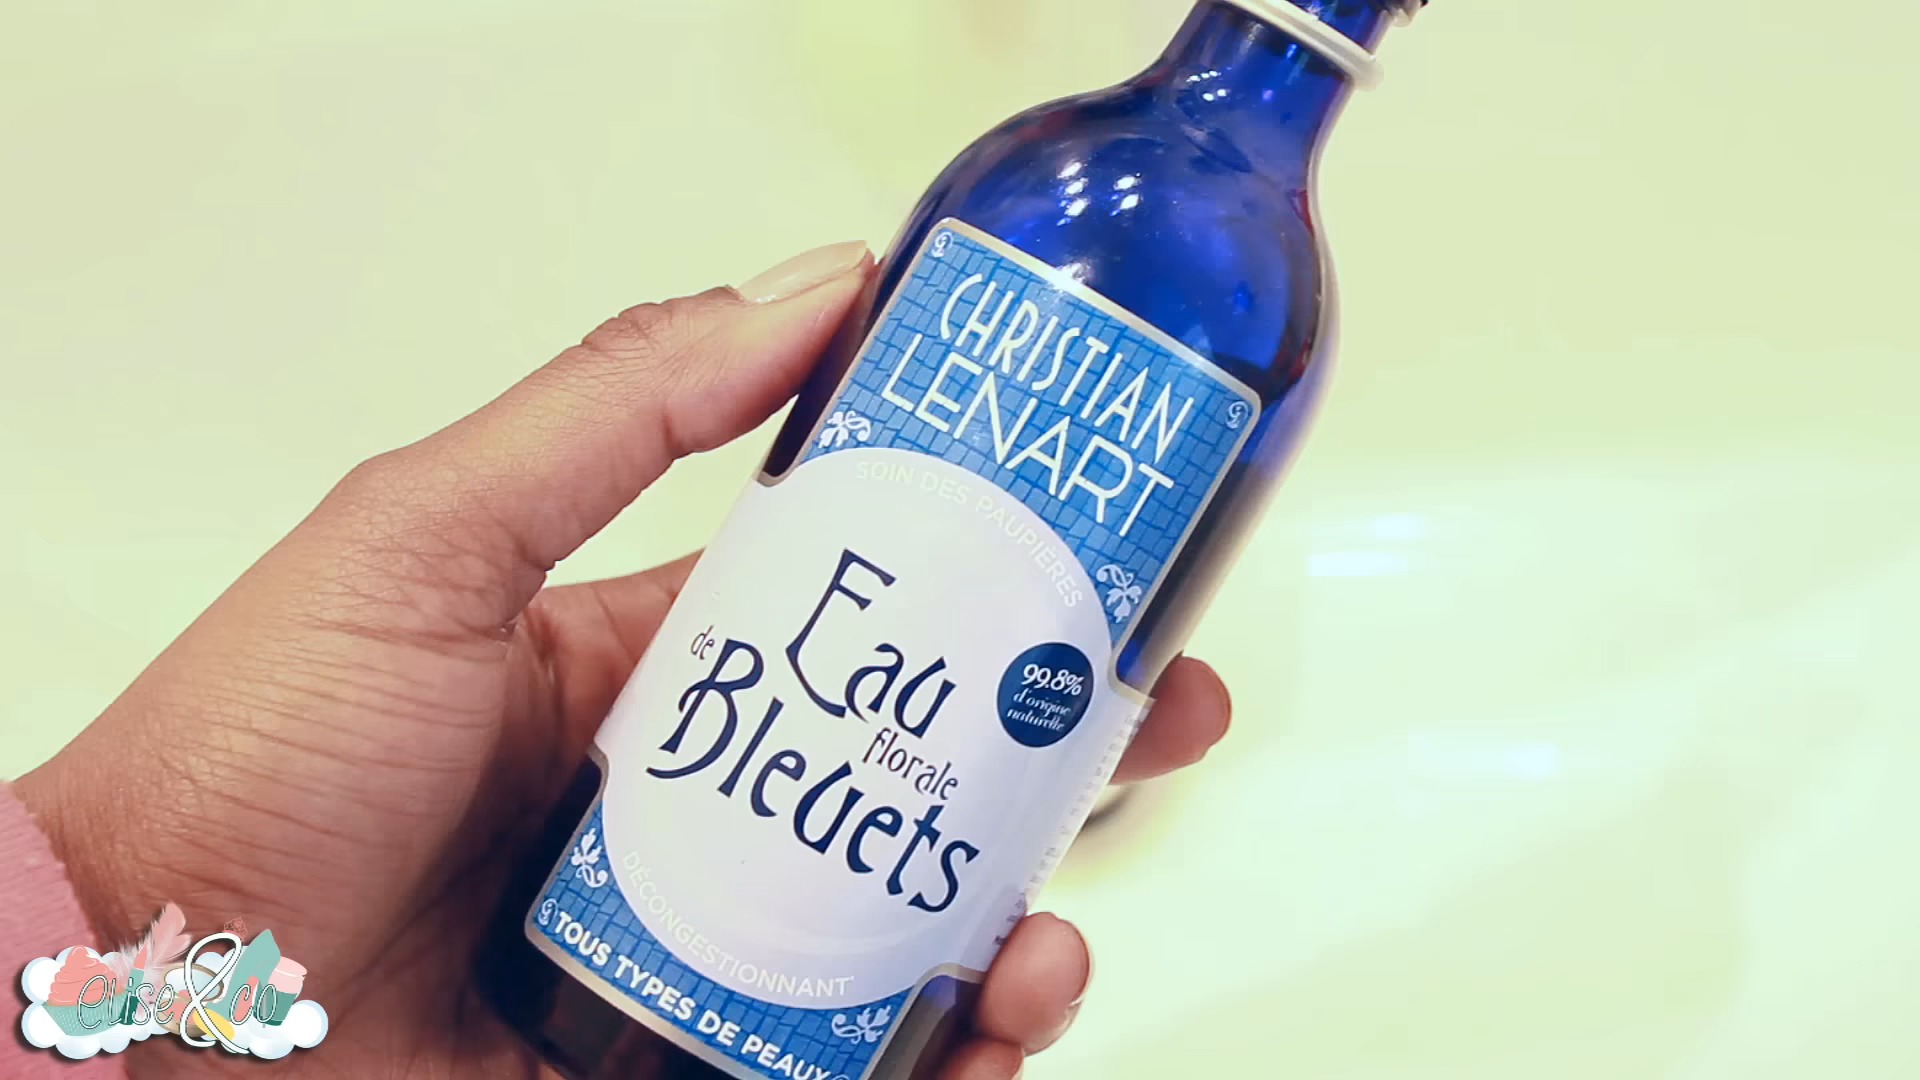 CHRISTIAN
LENART
SOIN DES PAUPIÈRES
Eau
florale
de
Bleuets
99.8%
d'origine
naturelle
DÉCONGESTIONNANT*
TOUS TYPES DE PEAUX
elise&co